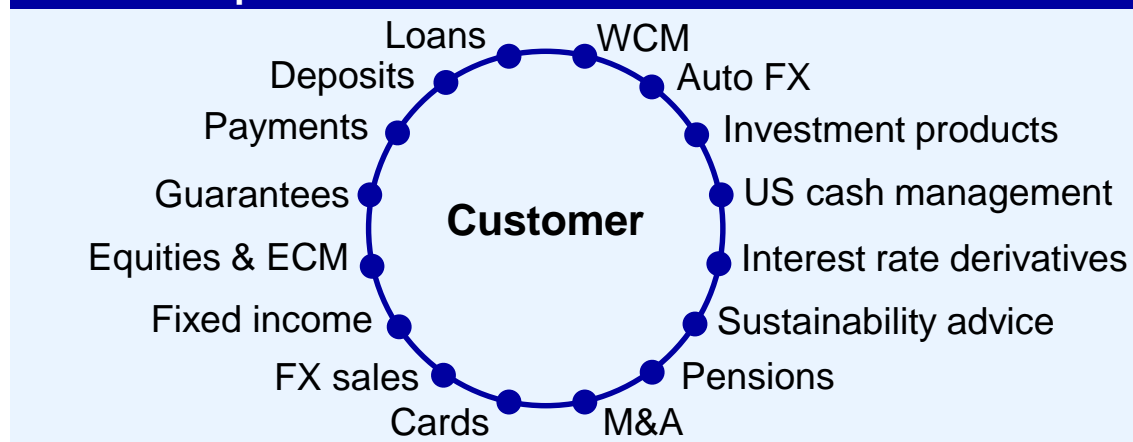 Loans
WCM
Deposits
Auto FX
Payments
Investment products
Guarantees
US cash management
Customer
Equities & ECM
Interest rate derivatives
Fixed income
Sustainability advice
FX sales
Pensions
Cards
M&A